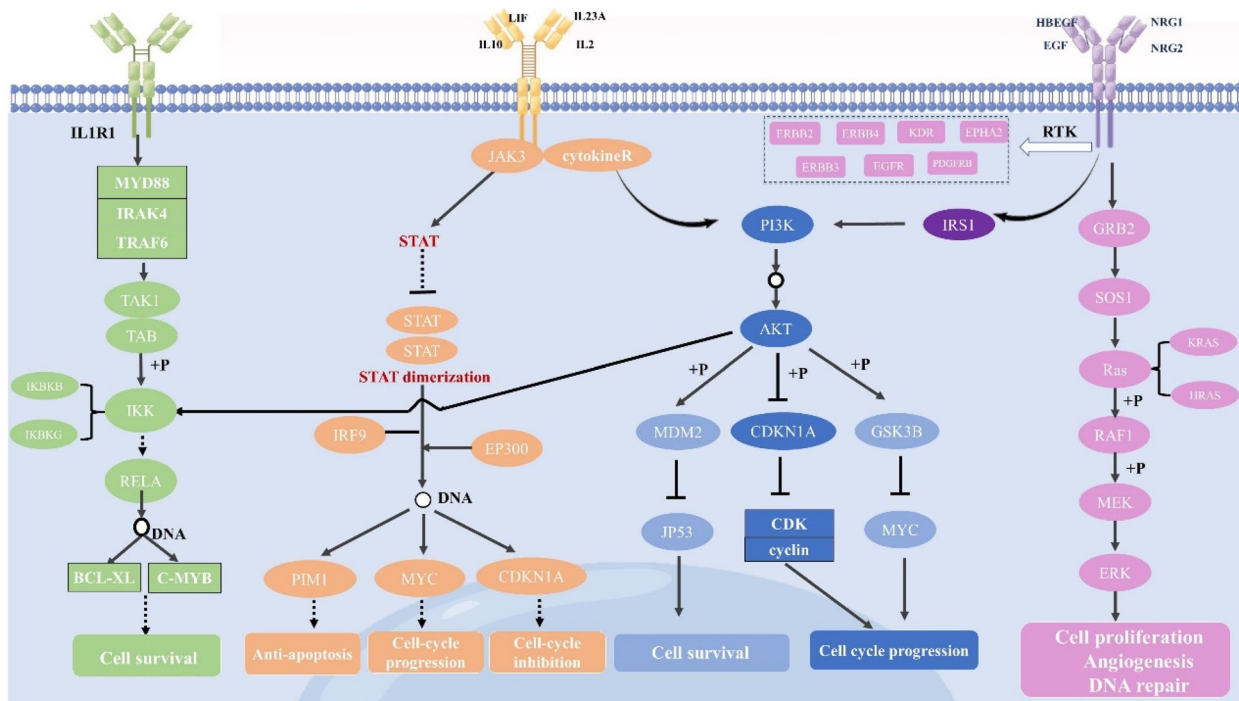 LIF
IL23A
IL10
IL2
HBEGF
NRG1
EGF
NRG2
IL1R1
RTK
ERBB2
ERBB4
KDR
EPHA2
ERBB3
EGFR
PDGFRB
JAK3
cytokineR
MYD88
IRAK4
TRAF6
STAT
PI3K
IRS1
GRB2
TAK1
TAB
+P
STAT
STAT
STAT dimerization
AKT
SOS1
+P
+P
+P
Ras
KRAS
HRAS
+P
IKBKB
IKBKG
IKK
IRF9
EP300
MDM2
CDKN1A
GSK3B
RAF1
+P
RELA
DNA
DNA
MEK
JP53
CDK
cyclin
MYC
BCL-XL
C-MYB
PIM1
MYC
CDKN1A
ERK
Cell survival
Anti-apoptosis
Cell-cycle
progression
Cell-cycle
inhibition
Cell survival
Cell cycle progression
Cell proliferation
Angiogenesis
DNA repair